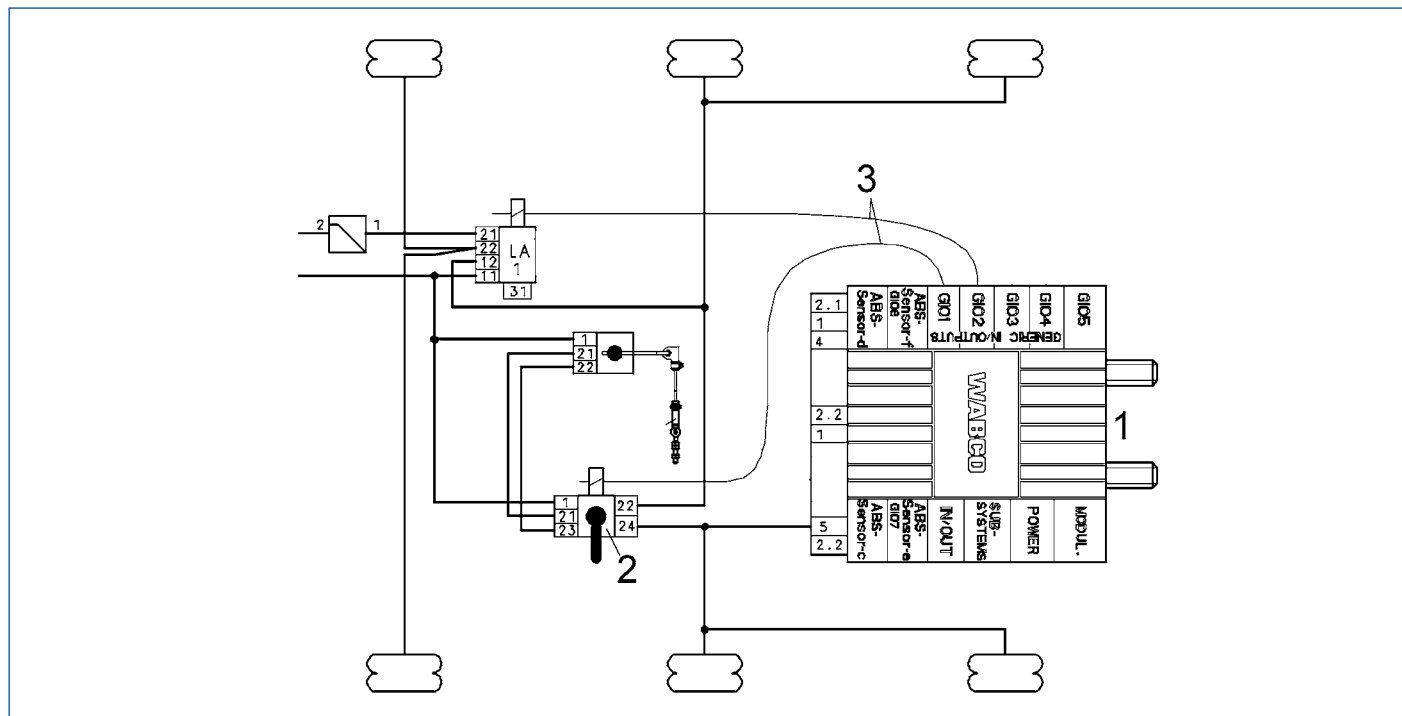 3
2
1
21
22
12
11
LA
1
31
1
21
22
1
21
23
22
24
2
2.1
1
4
2.2
1
5
2.2
ABS-
Sensor-d
ABS-
Sensor-f
GIO6
GIO1
GIO2
GIO3
GIO4
GIO5
GENERIC IN/OUTPUTS
WABCO
1
ABS-
Sensor-c
ABS-
Sensor-e
GIO7
IN/OUT
SUB-
SYSTEMS
POWER
MODUL.